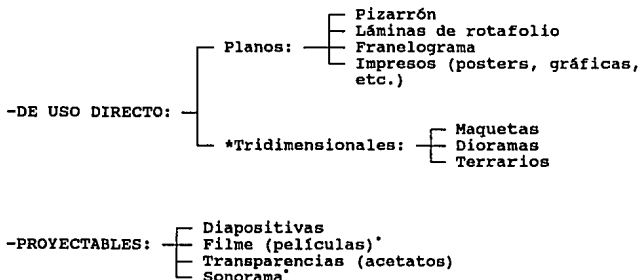 Pizarrón
Láminas de rotafolio
Planos:
Franelograma
Impresos (posters, gráficas,
etc.)
-DE USO DIRECTO:
Maquetas
*Tridimensionales:
Dioramas
Terrarios
Diapositivas
-PROYECTABLES:
Filme (películas)*
Transparencias (acetatos)
Sonorama*